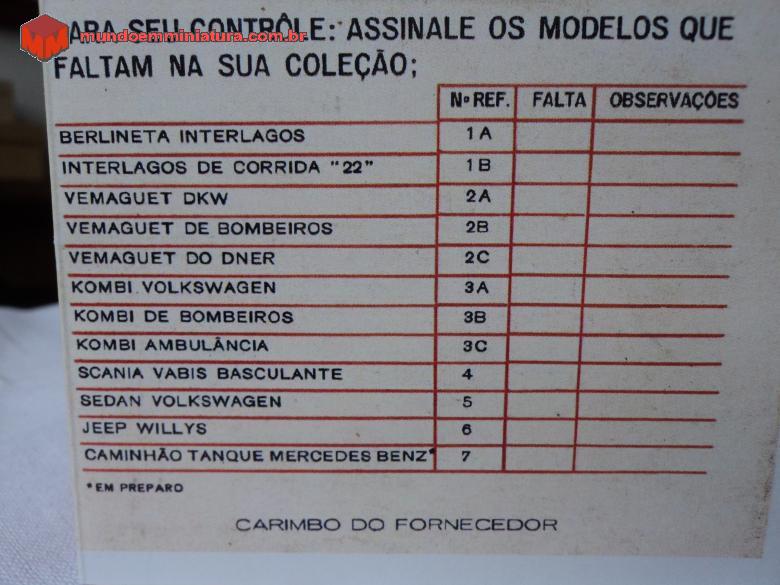 PARA SEU CONTRÔLE: ASSINALE OS MODELOS QUE
mundoemminiatura.com.br
FALTAM NA SUA COLEÇÃO;
Nº REF. FALTA OBSERVAÇÕES
BERLINETA INTERLAGOS 1A
INTERLAGOS DE CORRIDA "22" 1B
VEMAGUET DKW 2A
VEMAGUET DE BOMBEIROS 2B
VEMAGUET DO DNER 2C
KOMBI VOLKSWAGEN 3A
KOMBI DE BOMBEIROS 3B
KOMBI AMBULÂNCIA 3C
SCANIA VABIS BASCULANTE 4
SEDAN VOLKSWAGEN 5
JEEP WILLYS 6
CAMINHÃO TANQUE MERCEDES BENZ* 7
*EM PREPARO
CARIMBO DO FORNECEDOR